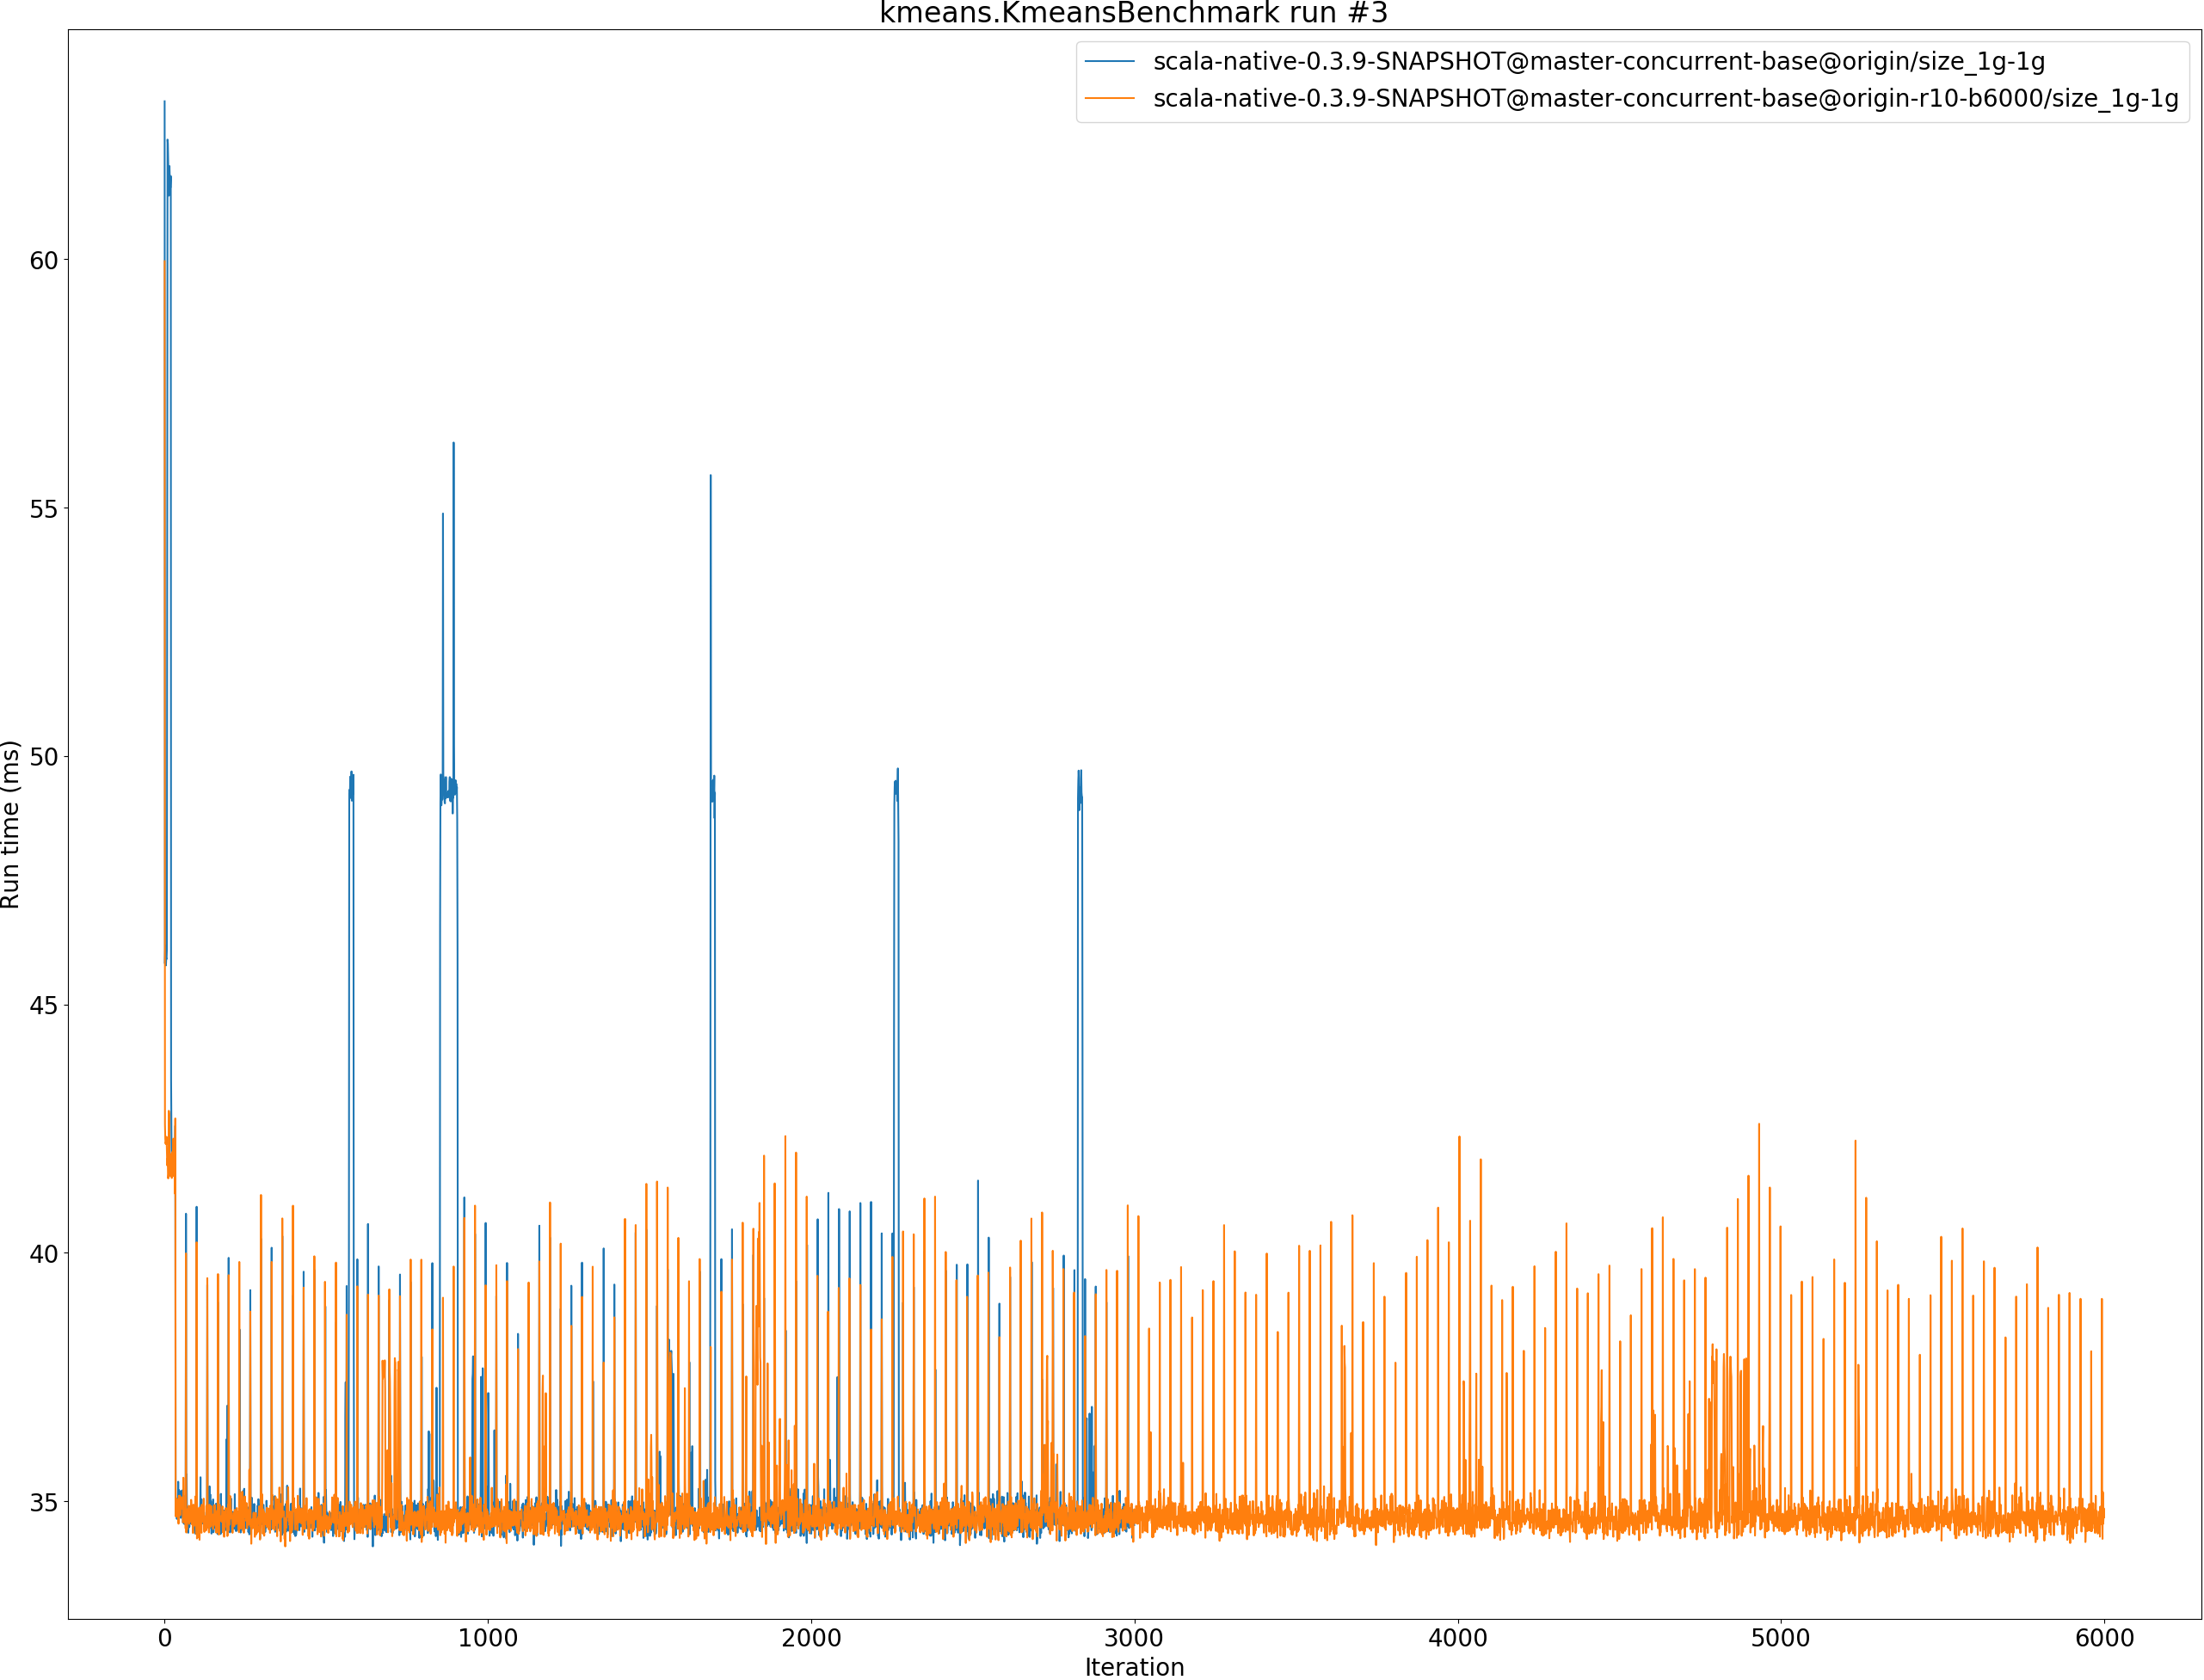 kmeans.KmeansBenchmark run #3
scala-native-0.3.9-SNAPSHOT@master-concurrent-base@origin/size_1g-1g
scala-native-0.3.9-SNAPSHOT@master-concurrent-base@origin-r10-b6000/size_1g-1g
60
55
50
45
40
35
Run time (ms)
0 1000 2000 3000 4000 5000 6000
Iteration